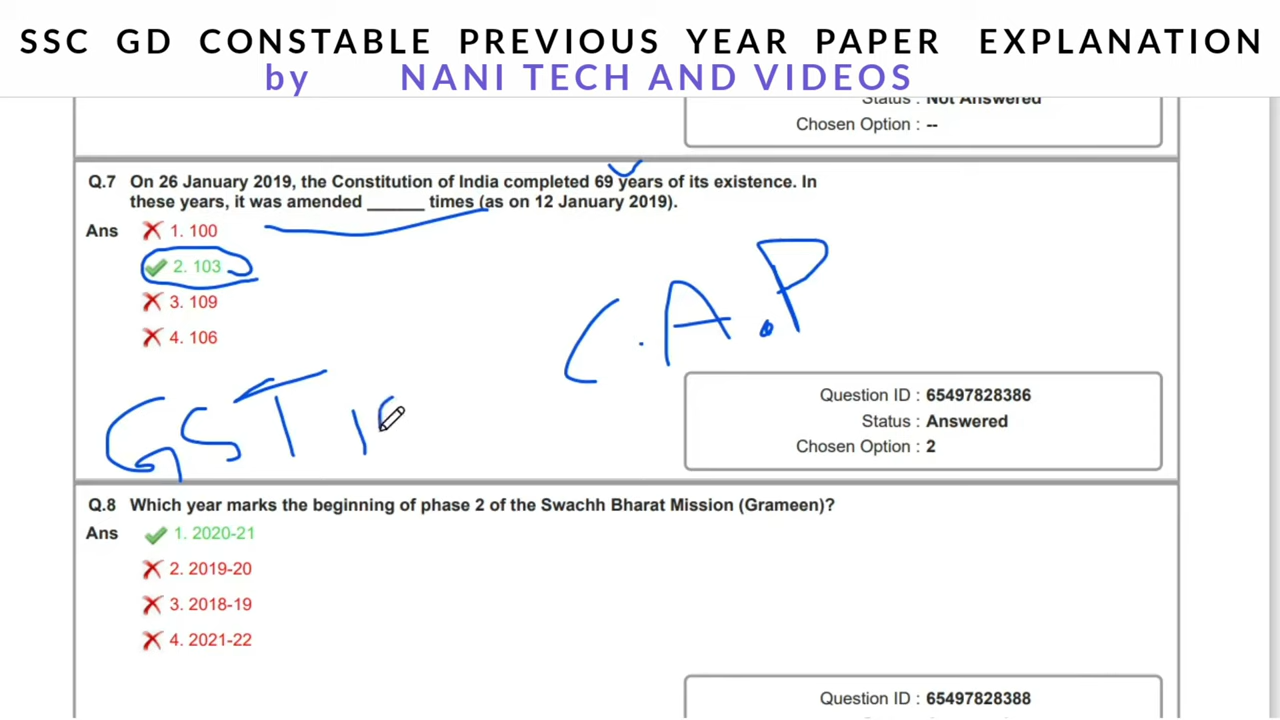 SSC GD CONSTABLE PREVIOUS YEAR PAPER EXPLANATION
by NANI TECH AND VIDEOS
Status : Not Answered
Chosen Option : --
Q.7 On 26 January 2019, the Constitution of India completed 69 years of its existence. In
these years, it was amended ______ times (as on 12 January 2019).
Ans 1. 100
2. 103
3. 109
4. 106
C.A.P
GST
Question ID : 65497828386
Status : Answered
Chosen Option : 2
Q.8 Which year marks the beginning of phase 2 of the Swachh Bharat Mission (Grameen)?
Ans 1. 2020-21
2. 2019-20
3. 2018-19
4. 2021-22
Question ID : 65497828388